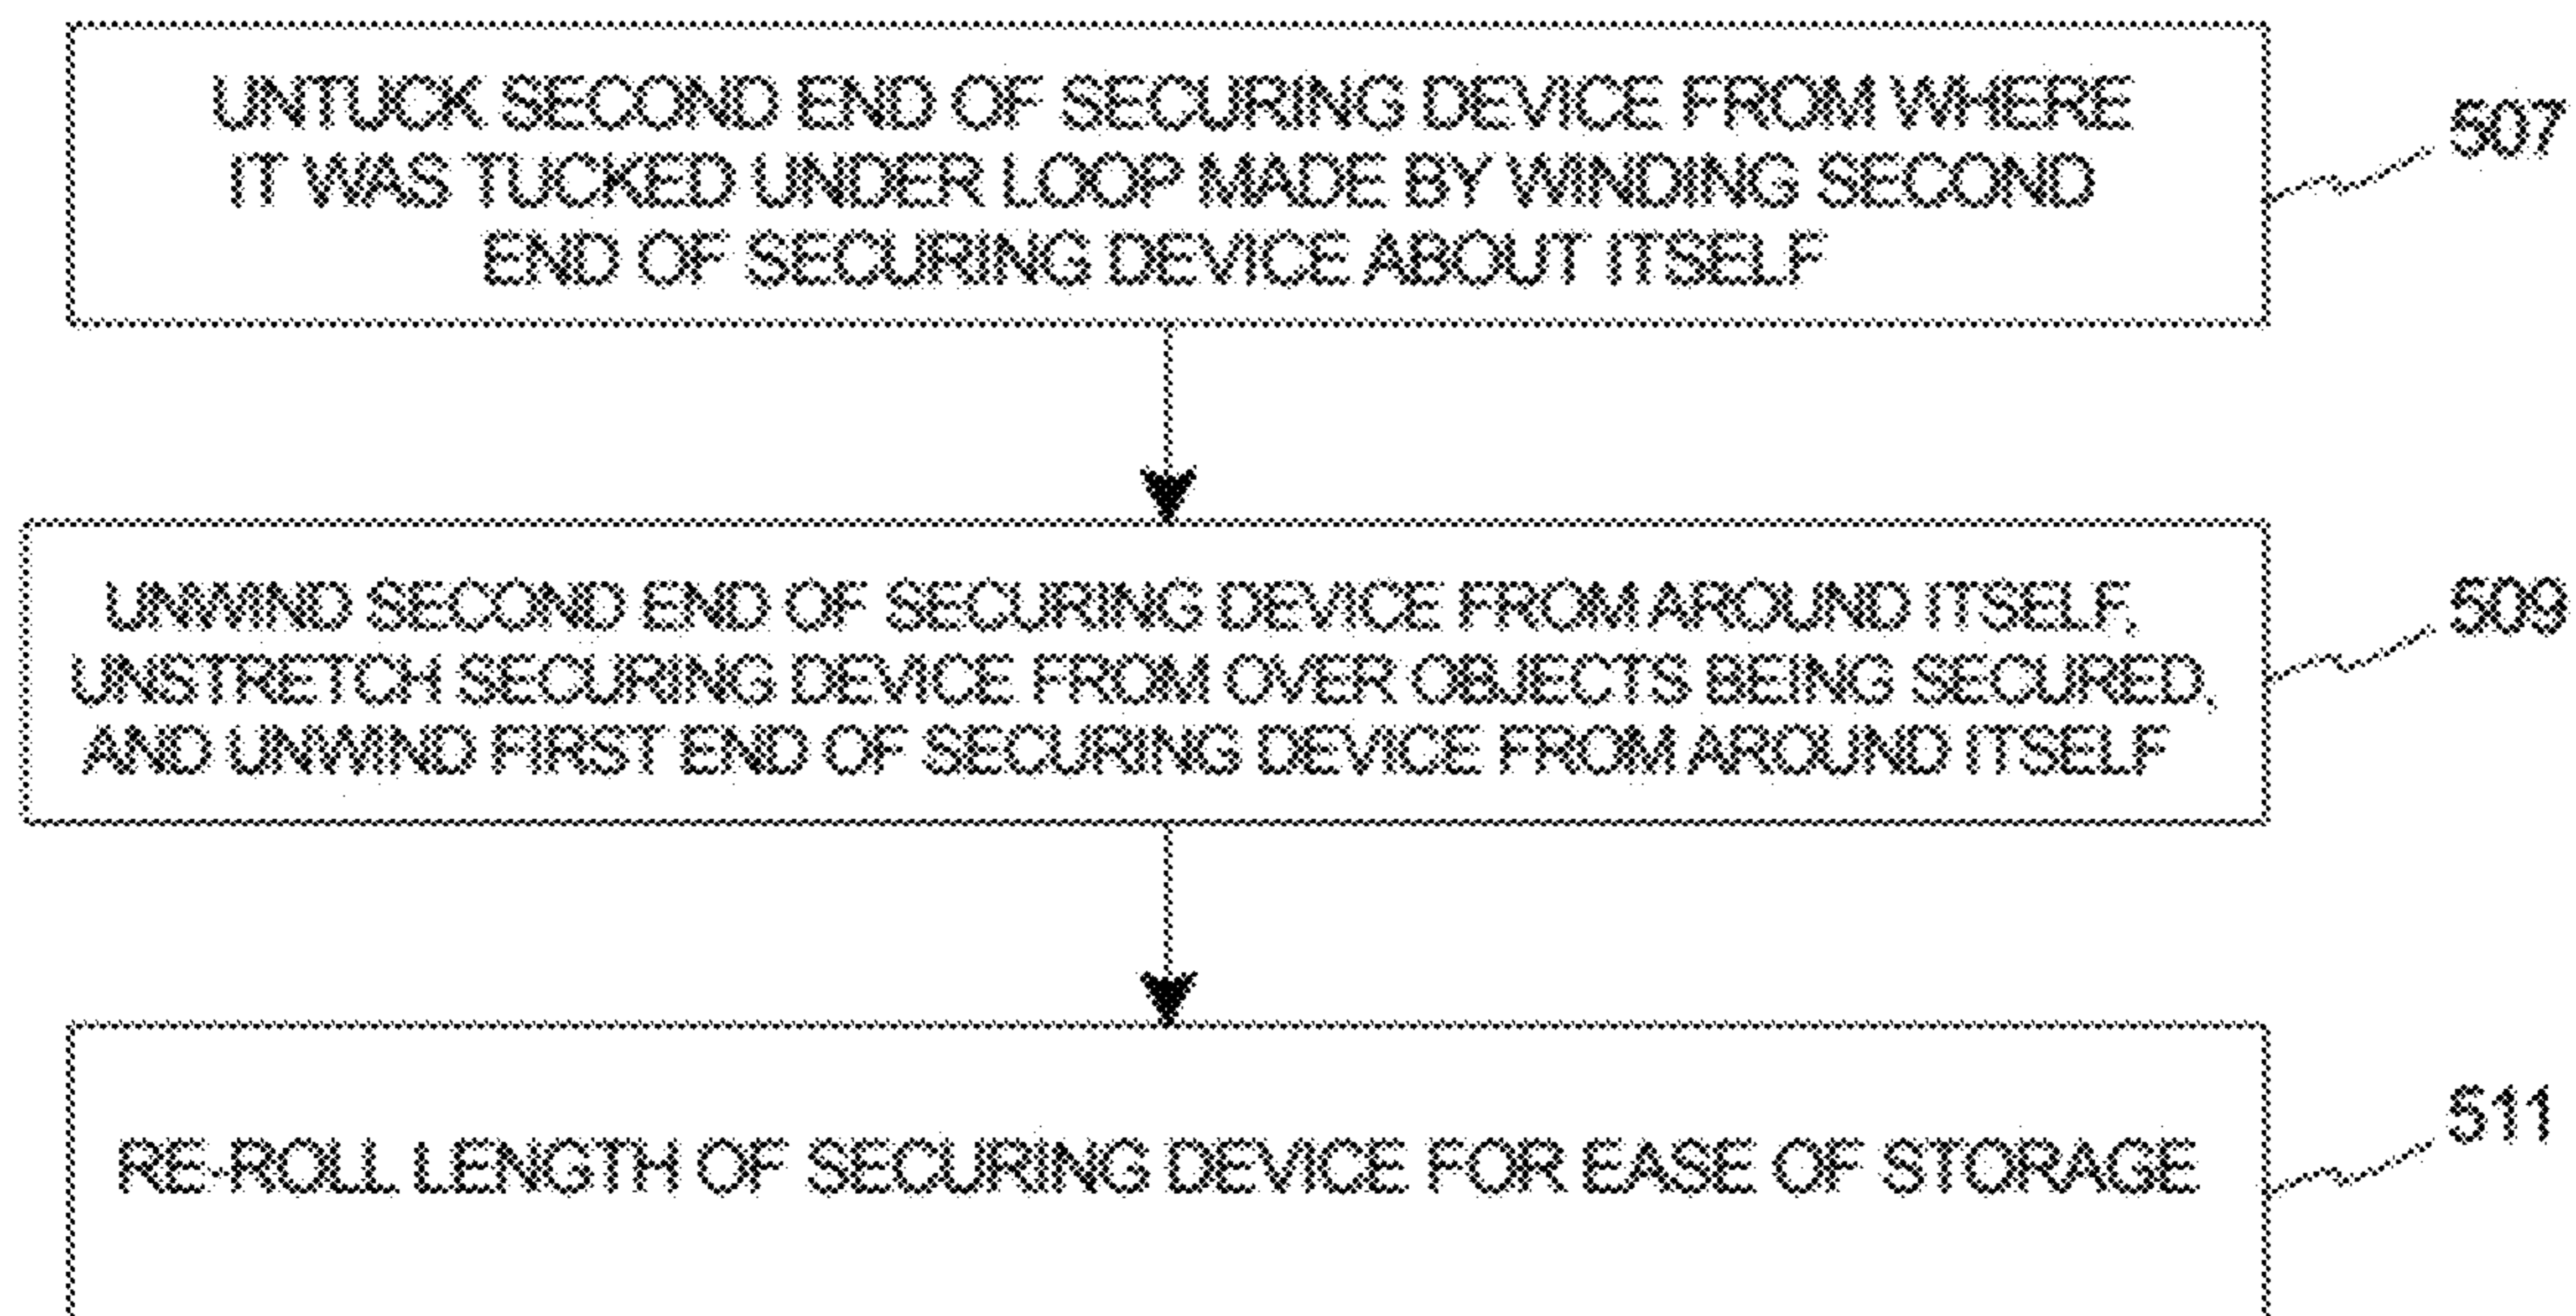 UNTUCK SECOND END OF SECURING DEVICE FROM WHERE
IT WAS TUCKED UNDER LOOP MADE BY WINDING SECOND
END OF SECURING DEVICE ABOUT ITSELF
507
UNWIND SECOND END OF SECURING DEVICE FROM AROUND ITSELF,
UNSTRETCH SECURING DEVICE FROM OVER OBJECTS BEING SECURED,
AND UNWIND FIRST END OF SECURING DEVICE FROM AROUND ITSELF
509
RE-ROLL LENGTH OF SECURING DEVICE FOR EASE OF STORAGE
511